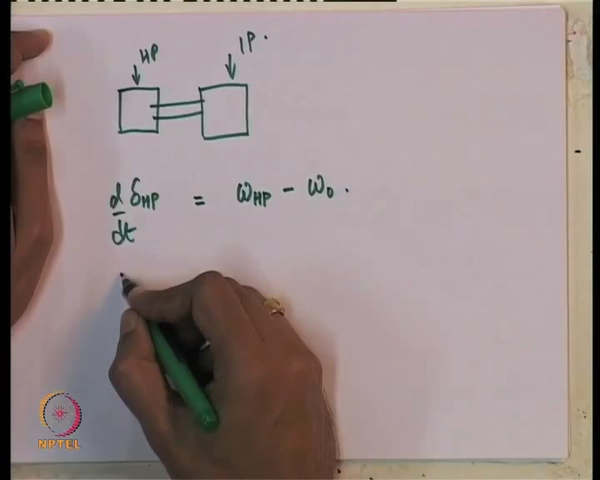 HP IP.
d/dt δHP = ωHP - ω0.
NPTEL